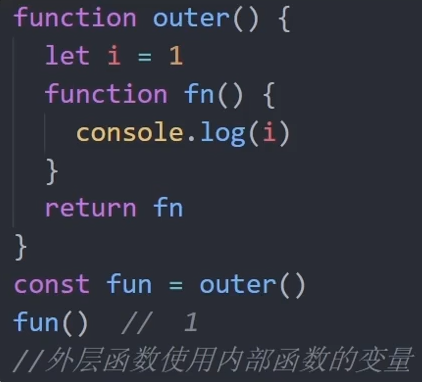 function outer() {
  let i = 1
  function fn() {
    console.log(i)
  }
  return fn
}
const fun = outer()
fun()  //  1
//外层函数使用内部函数的变量